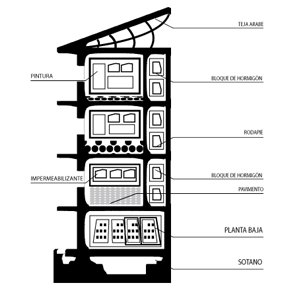 TEJA ARABE
PINTURA
BLOQUE DE HORMIGÓN
RODAPIE
IMPERMEABILIZANTE
BLOQUE DE HORMIGÓN
PAVIMENTO
PLANTA BAJA
SOTANO